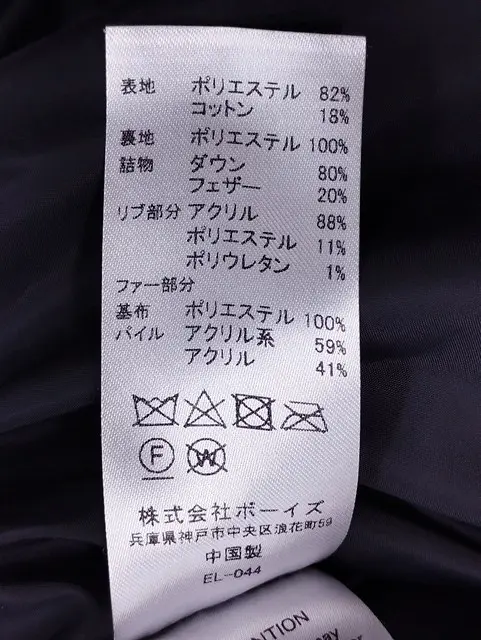 表地 ポリエステル 82%
コットン 18%
裏地 ポリエステル 100%
詰物 ダウン 80%
フェザー 20%
リブ部分 アクリル 88%
ポリエステル 11%
ポリウレタン 1%
ファー部分
基布 ポリエステル 100%
パイル アクリル系 59%
アクリル 41%
F W
株式会社ボーイズ
兵庫県神戸市中央区浪花町59
中国製
EL-044